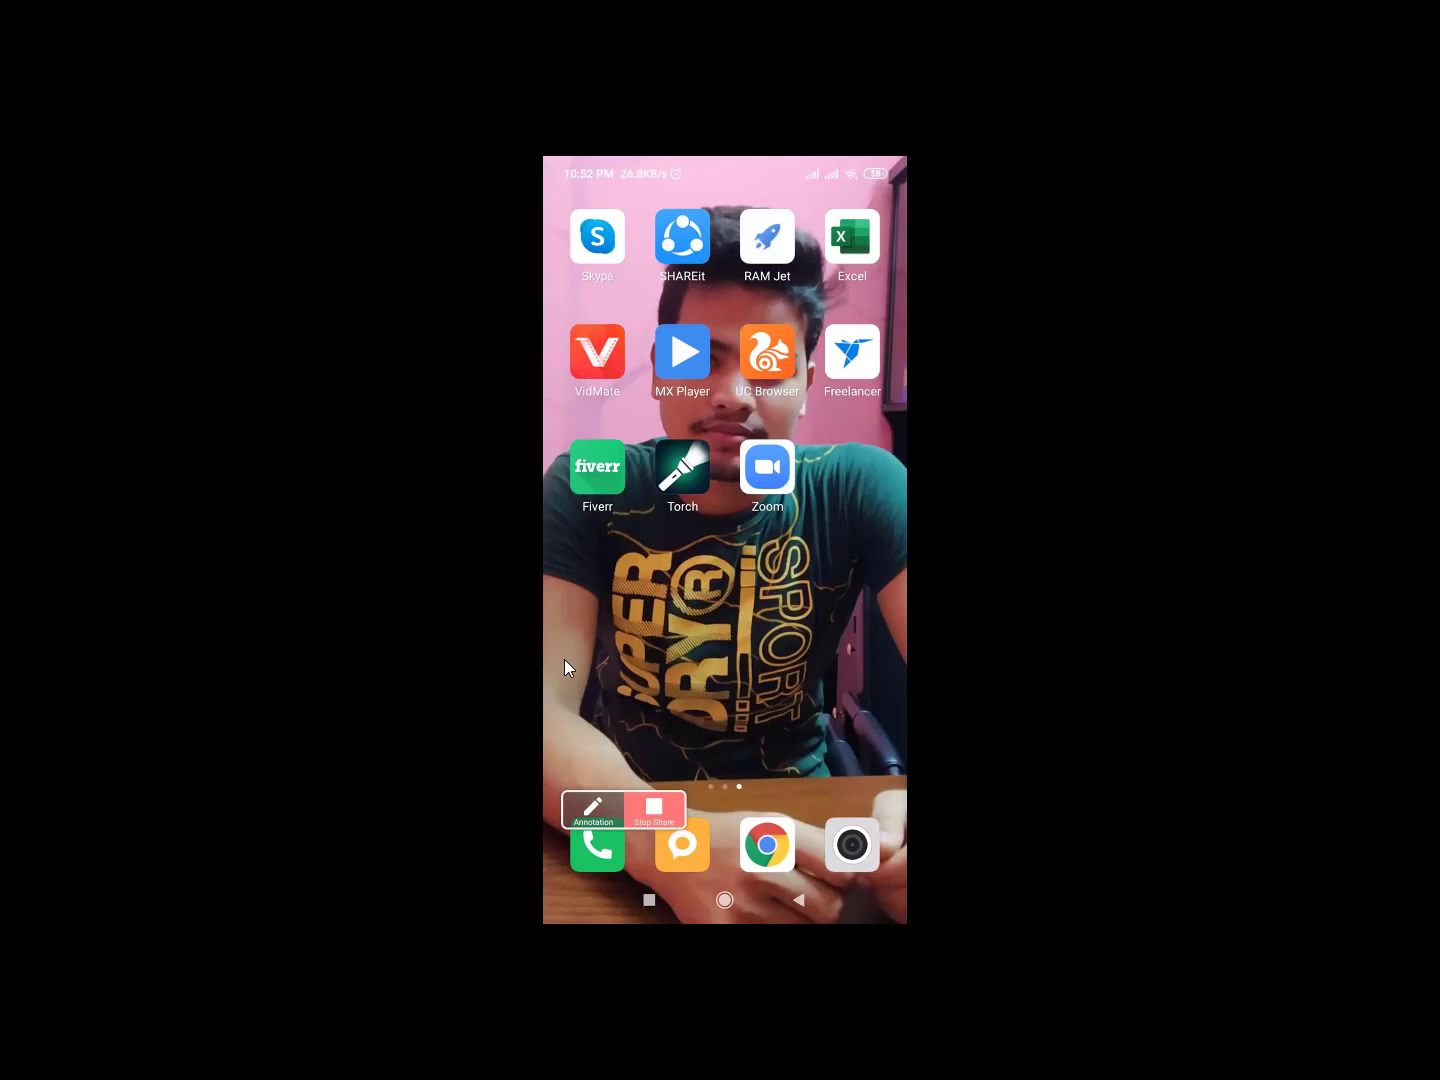 10:52 PM 26.8KB/s 38
S
X
Skype SHAREit RAM Jet Excel
VidMate MX Player UC Browser Freelancer
fiverr
Fiverr Torch Zoom
SUPER
DRY®
SPORT
Annotation Stop Share